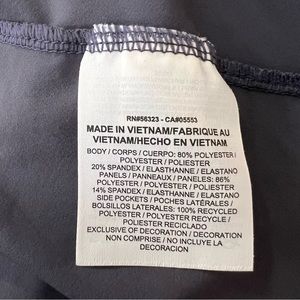 RN#56323 - CA#05553
MADE IN VIETNAM/FABRIQUE AU
VIETNAM/HECHO EN VIETNAM
BODY / CORPS / CUERPO: 80% POLYESTER /
POLYESTER / POLIESTER
20% SPANDEX / ELASTHANNE / ELASTANO
PANELS / PANNEAUX / PANELES: 86%
POLYESTER / POLYESTER / POLIESTER
14% SPANDEX / ELASTHANNE / ELASTANO
SIDE POCKETS / POCHES LATÉRALES /
BOLSILLOS LATERALES: 100% RECYCLED
POLYESTER / POLYESTER RECYCLÉ /
POLIESTER RECICLADO
EXCLUSIVE OF DECORATION / DECORATION
NON COMPRISE / NO INCLUYE LA
DECORACION